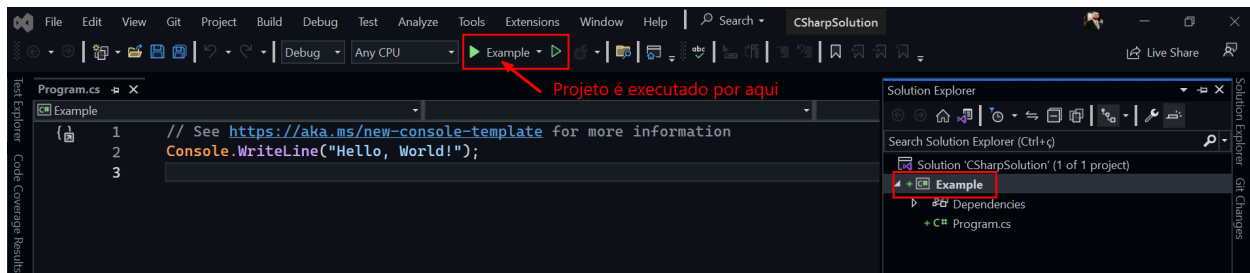 File Edit View Git Project Build Debug Test Analyze Tools Extensions Window Help Search CSharpSolution
Debug Any CPU Example Live Share
Projeto é executado por aqui
Test Explorer
Code Coverage Results
Program.cs
Example
1 // See https://aka.ms/new-console-template for more information
2 Console.WriteLine("Hello, World!");
3
Solution Explorer
Search Solution Explorer (Ctrl+ç)
Solution 'CSharpSolution' (1 of 1 project)
C# Example
Dependencies
+ C# Program.cs
Solution Explorer
Git Changes